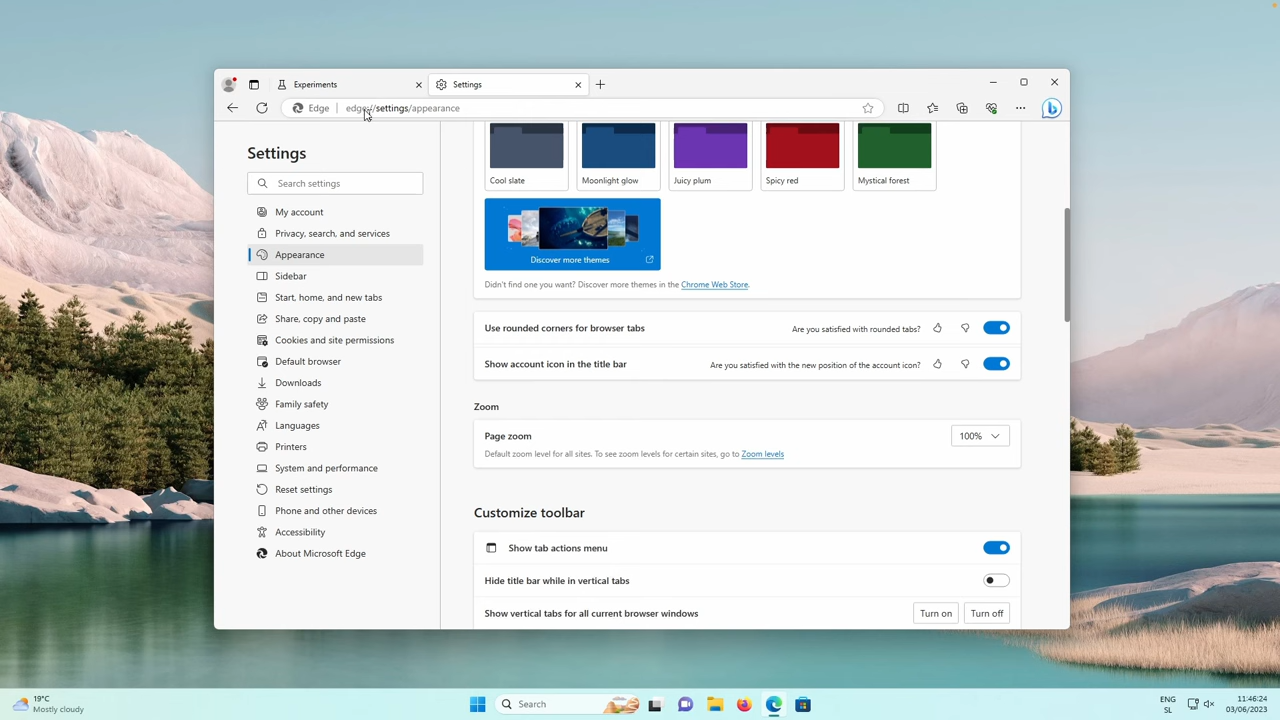 Experiments
Settings
Edge
edge://settings/appearance
Settings
Search settings
My account
Privacy, search, and services
Appearance
Sidebar
Start, home, and new tabs
Share, copy and paste
Cookies and site permissions
Default browser
Downloads
Family safety
Languages
Printers
System and performance
Reset settings
Phone and other devices
Accessibility
About Microsoft Edge
Cool slate
Moonlight glow
Juicy plum
Spicy red
Mystical forest
Discover more themes
Didn't find one you want? Discover more themes in the Chrome Web Store.
Use rounded corners for browser tabs
Are you satisfied with rounded tabs?
Show account icon in the title bar
Are you satisfied with the new position of the account icon?
Zoom
Page zoom
100%
Default zoom level for all sites. To see zoom levels for certain sites, go to Zoom levels
Customize toolbar
Show tab actions menu
Hide title bar while in vertical tabs
Show vertical tabs for all current browser windows
Turn on
Turn off
19°C
Mostly cloudy
Search
ENG
SL
11:46:24
03/06/2023